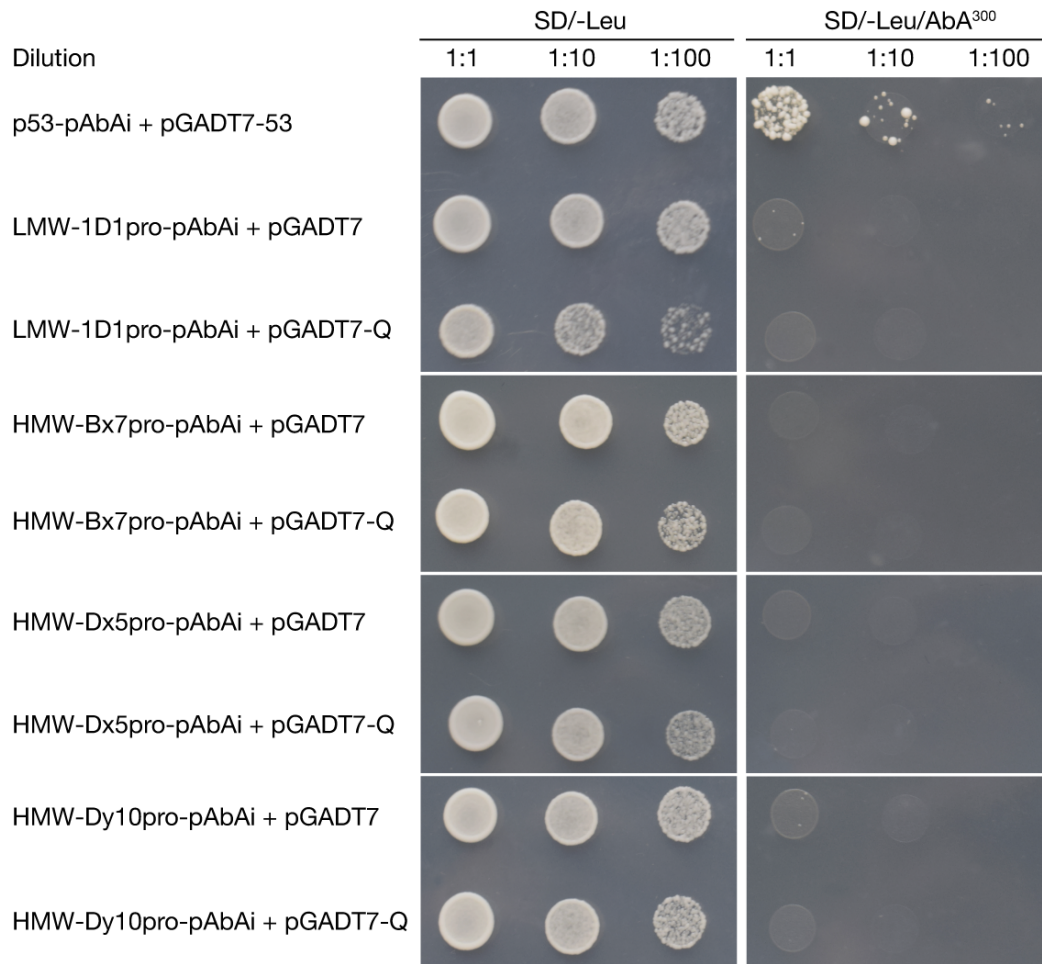 SD/-Leu SD/-Leu/AbA³⁰⁰
Dilution 1:1 1:10 1:100 1:1 1:10 1:100
p53-pAbAi + pGADT7-53
LMW-1D1pro-pAbAi + pGADT7
LMW-1D1pro-pAbAi + pGADT7-Q
HMW-Bx7pro-pAbAi + pGADT7
HMW-Bx7pro-pAbAi + pGADT7-Q
HMW-Dx5pro-pAbAi + pGADT7
HMW-Dx5pro-pAbAi + pGADT7-Q
HMW-Dy10pro-pAbAi + pGADT7
HMW-Dy10pro-pAbAi + pGADT7-Q